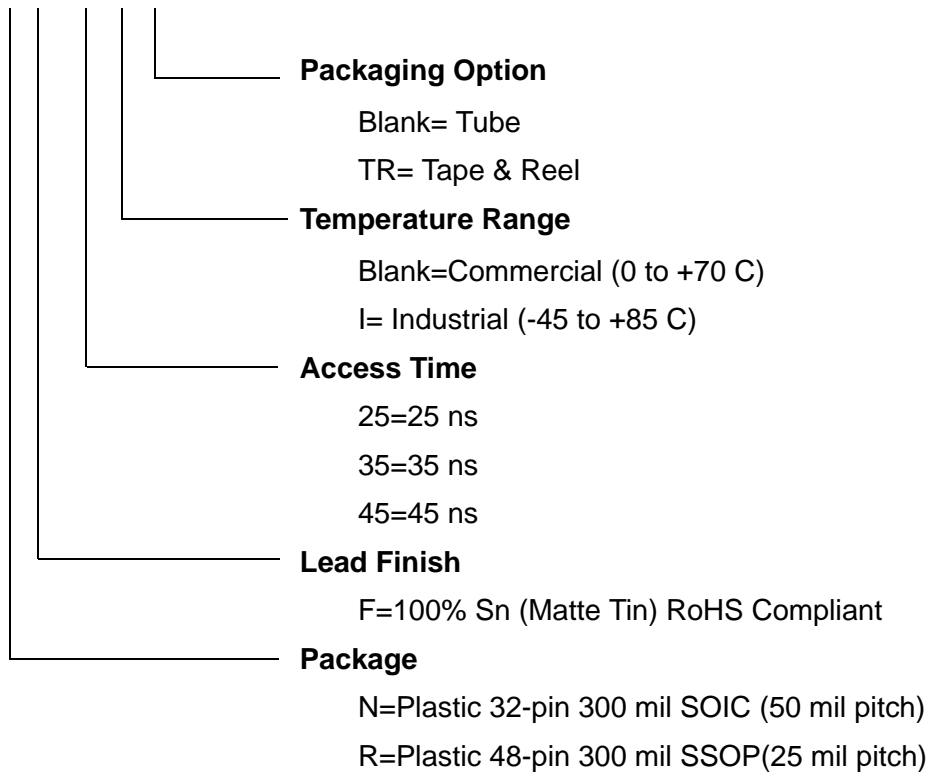 Packaging Option
Blank= Tube
TR= Tape & Reel
Temperature Range
Blank=Commercial (0 to +70 C)
I= Industrial (-45 to +85 C)
Access Time
25=25 ns
35=35 ns
45=45 ns
Lead Finish
F=100% Sn (Matte Tin) RoHS Compliant
Package
N=Plastic 32-pin 300 mil SOIC (50 mil pitch)
R=Plastic 48-pin 300 mil SSOP(25 mil pitch)